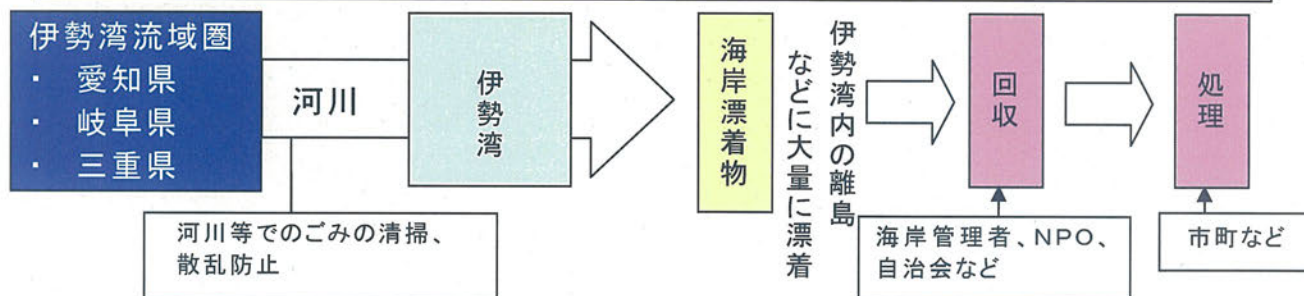 伊勢湾流域圏
・ 愛知県
・ 岐阜県
・ 三重県
河川
伊勢湾
海岸漂着物
伊勢湾内の離島
などに大量に漂着
回収
処理
河川等でのごみの清掃、
散乱防止
海岸管理者、NPO、
自治会など
市町など